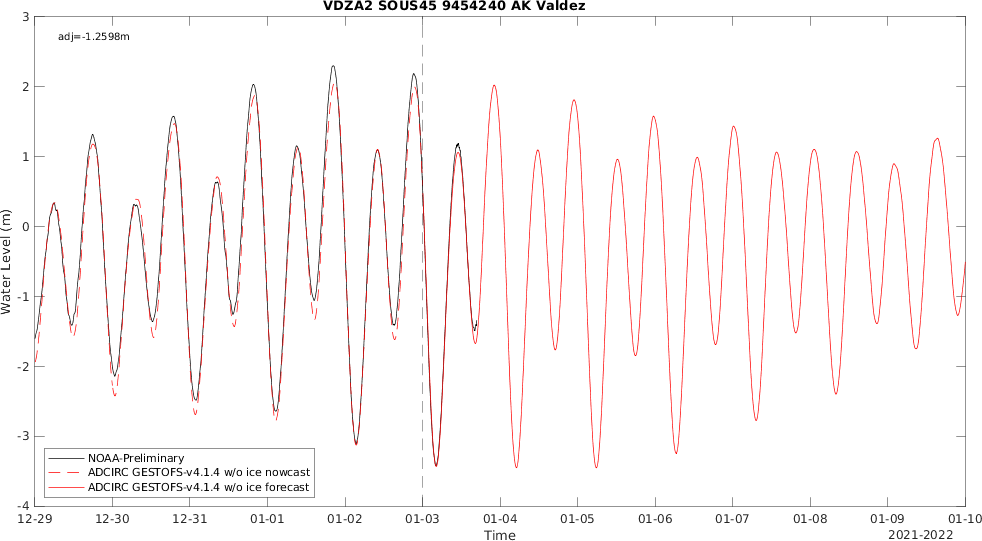 VDZA2 SOUS45 9454240 AK Valdez
adj=-1.2598m
3
2
1
0
-1
-2
-3
-4
Water Level (m)
NOAA-Preliminary
ADCIRC GESTOFS-v4.1.4 w/o ice nowcast
ADCIRC GESTOFS-v4.1.4 w/o ice forecast
12-29 12-30 12-31 01-01 01-02 01-03 01-04 01-05 01-06 01-07 01-08 01-09 01-10
Time
2021-2022